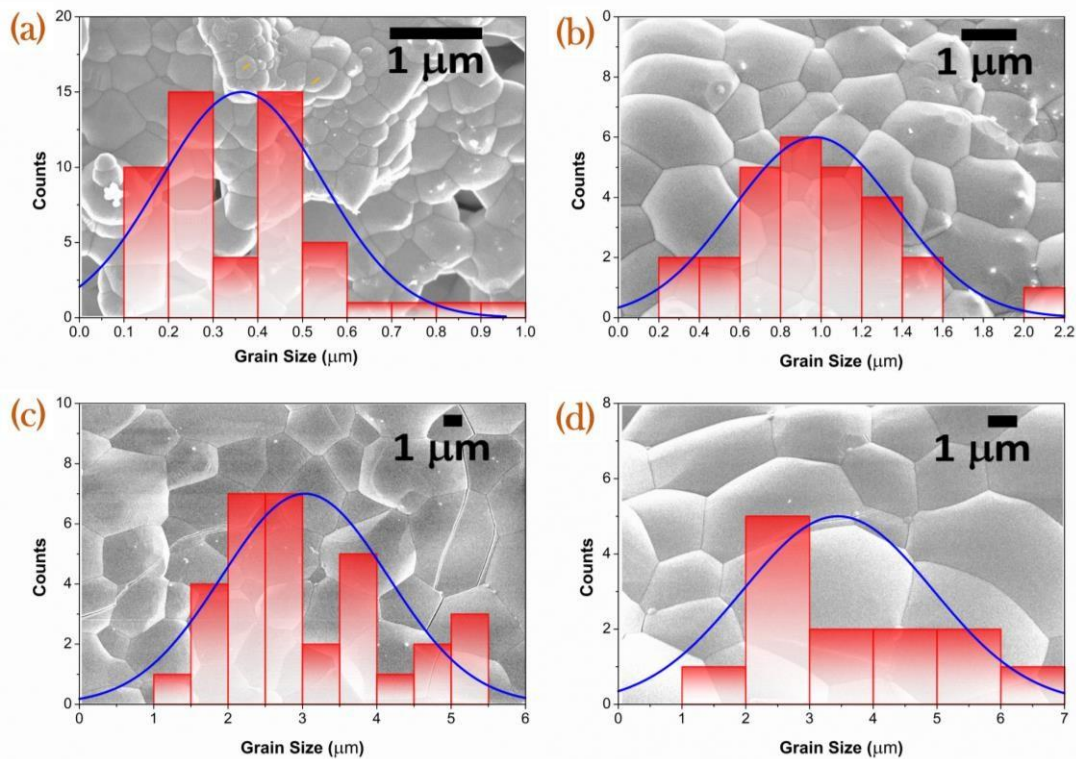 (a)
20
15
10
5
0
Counts
1 μm
0.0 0.1 0.2 0.3 0.4 0.5 0.6 0.7 0.8 0.9 1.0
Grain Size (μm)
(b)
0
8
6
4
2
0
Counts
1 μm
0.0 0.2 0.4 0.6 0.8 1.0 1.2 1.4 1.6 1.8 2.0 2.2
Grain Size (μm)
(c)
10
8
6
4
2
0
Counts
1 μm
0 1 2 3 4 5 6
Grain Size (μm)
(d)
8
6
4
2
0
Counts
1 μm
0 1 2 3 4 5 6 7
Grain Size (μm)